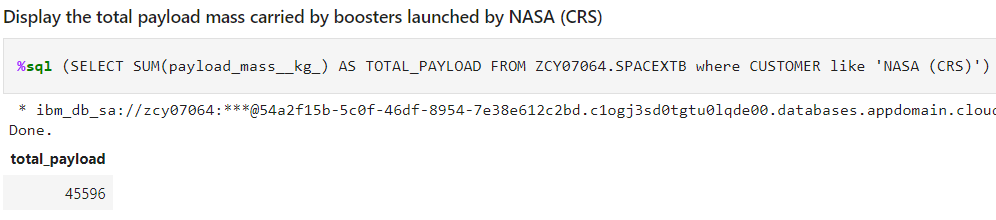 Display the total payload mass carried by boosters launched by NASA (CRS)
%sql (SELECT SUM(payload_mass__kg_) AS TOTAL_PAYLOAD FROM ZCY07064.SPACEXTB where CUSTOMER like 'NASA (CRS)')
* ibm_db_sa://zcy07064:***@54a2f15b-5c0f-46df-8954-7e38e612c2bd.c1ogj3sd0tgtu0lqde00.databases.appdomain.cloud
Done.
total_payload
45596